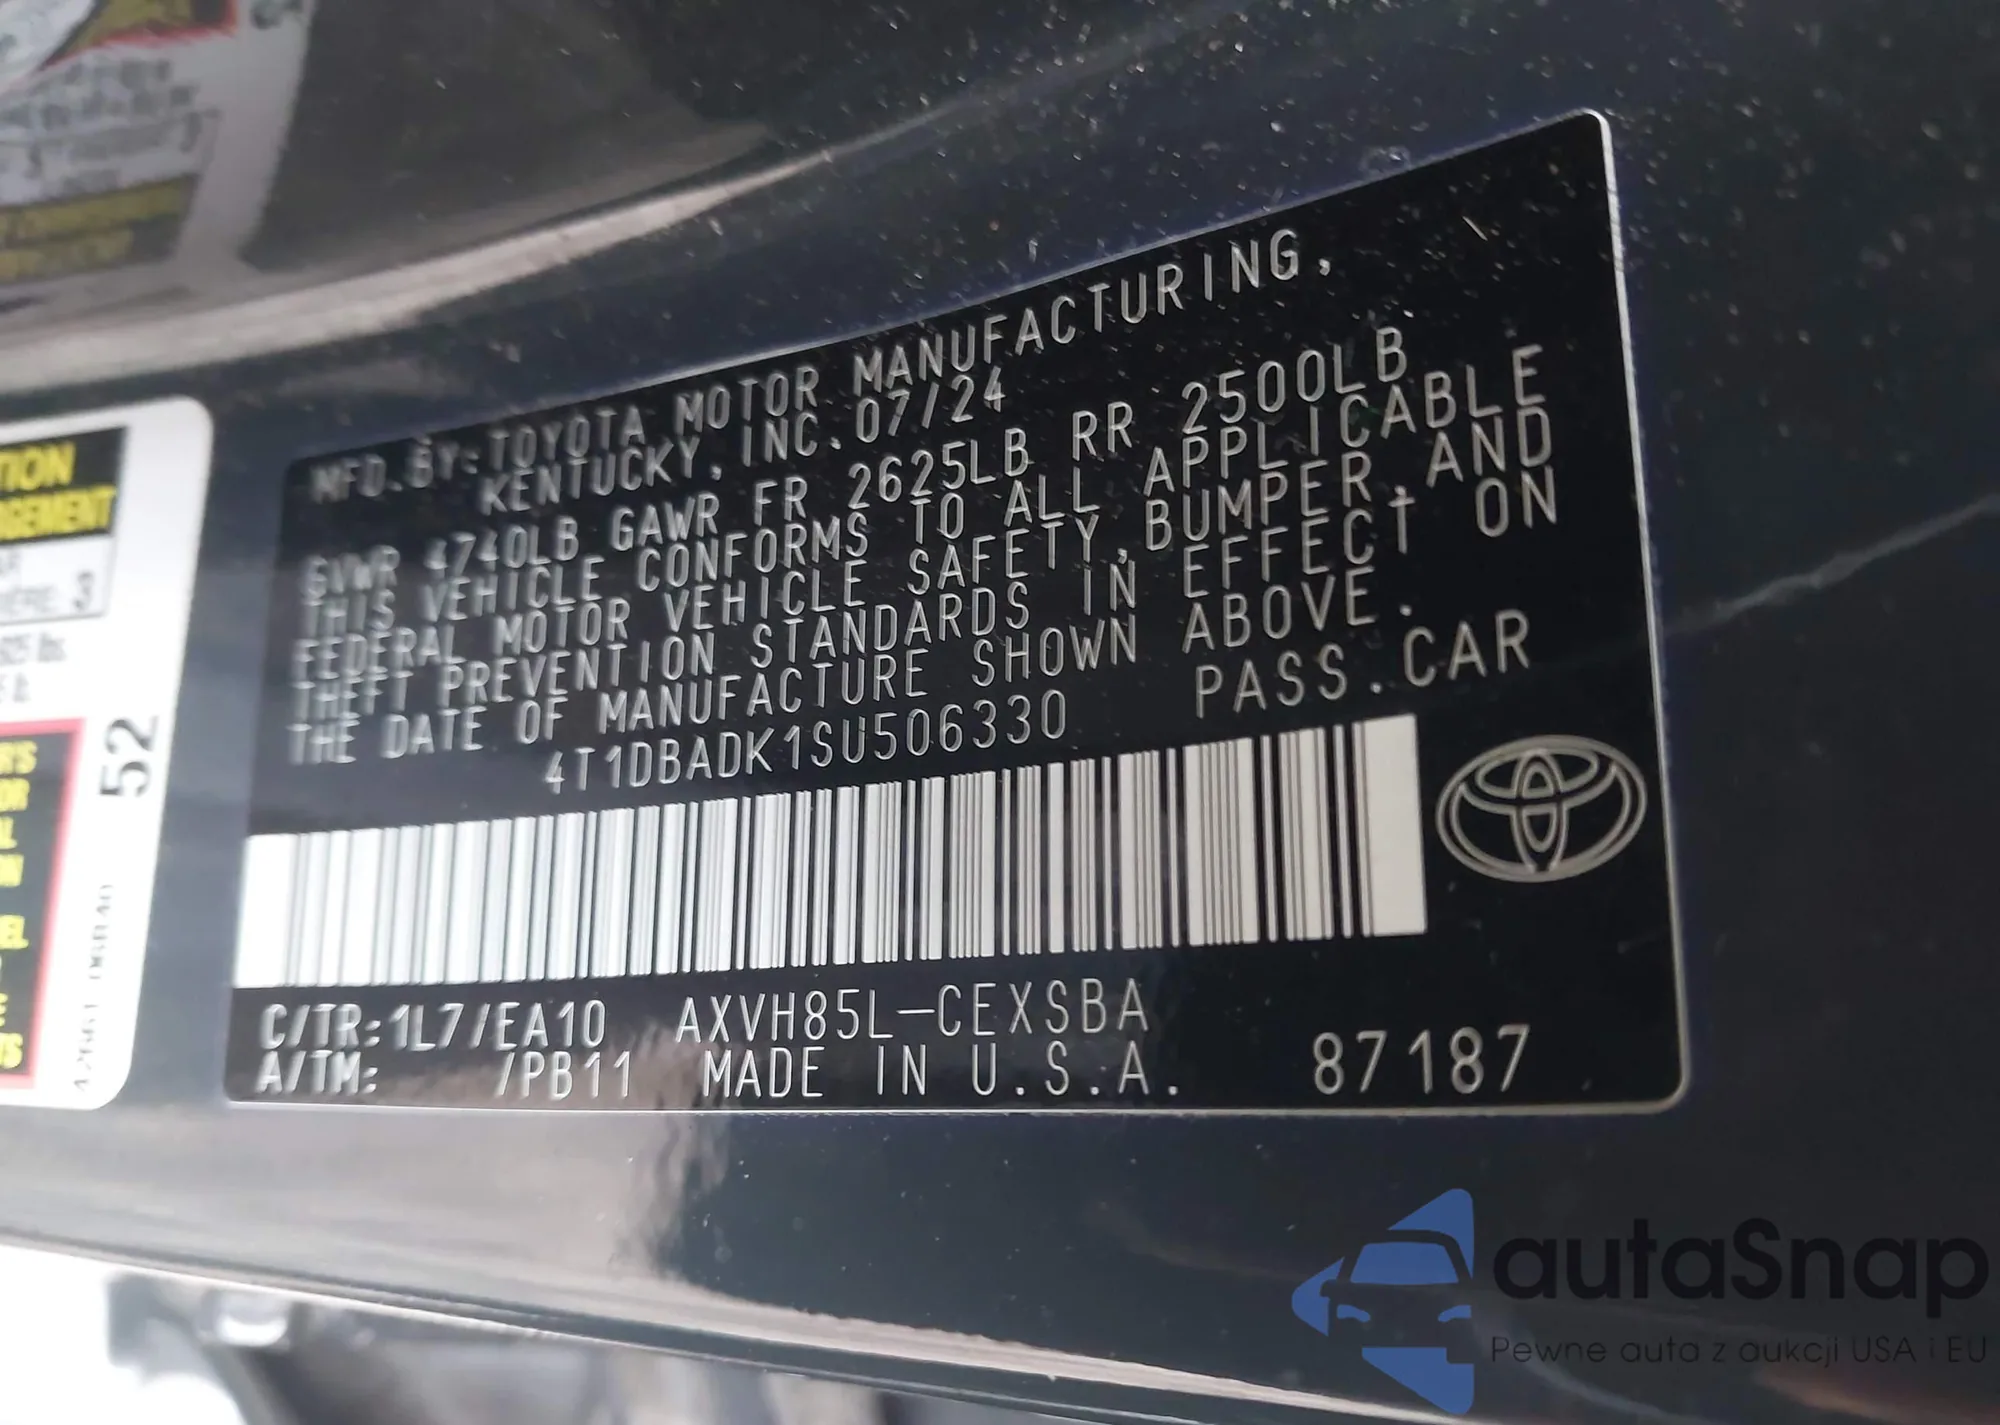 MFD.BY:TOYOTA MOTOR MANUFACTURING,
KENTUCKY, INC. 07/24
GVWR 4740LB GAWR FR 2625LB RR 2500LB
THIS VEHICLE CONFORMS TO ALL APPLICABLE
FEDERAL MOTOR VEHICLE SAFETY, BUMPER, AND
THEFT PREVENTION STANDARDS IN EFFECT ON
THE DATE OF MANUFACTURE SHOWN ABOVE.
4T1DBADK1SU506330 PASS.CAR
C/TR:1L7/EA10 AXVH85L-CEXSBA
A/TM: /PB11 MADE IN U.S.A. 87187
52
autaSnap
Pewne auta z aukcji USA i EU